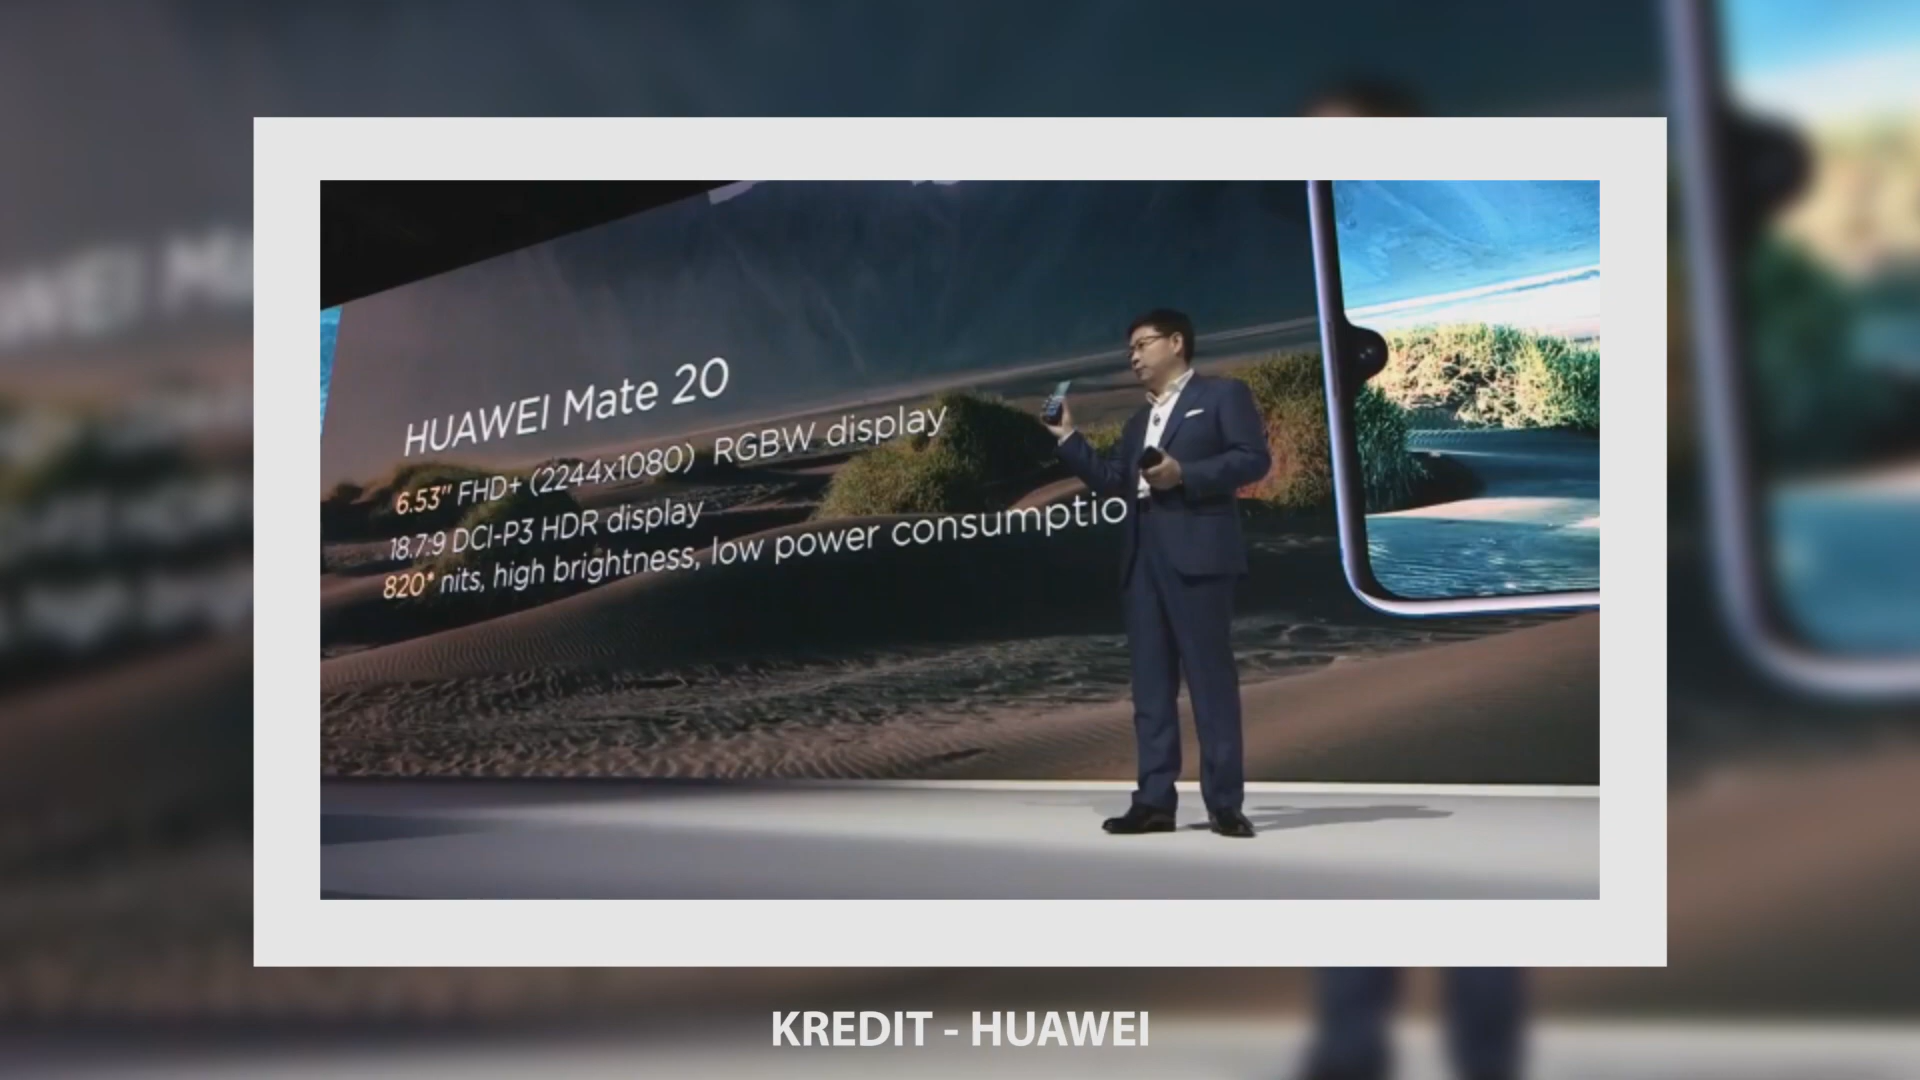 HUAWEI Mate 20
6.53" FHD+ (2244x1080) RGBW display
18.7:9 DCI-P3 HDR display
820* nits, high brightness, low power consumptio
KREDIT - HUAWEI